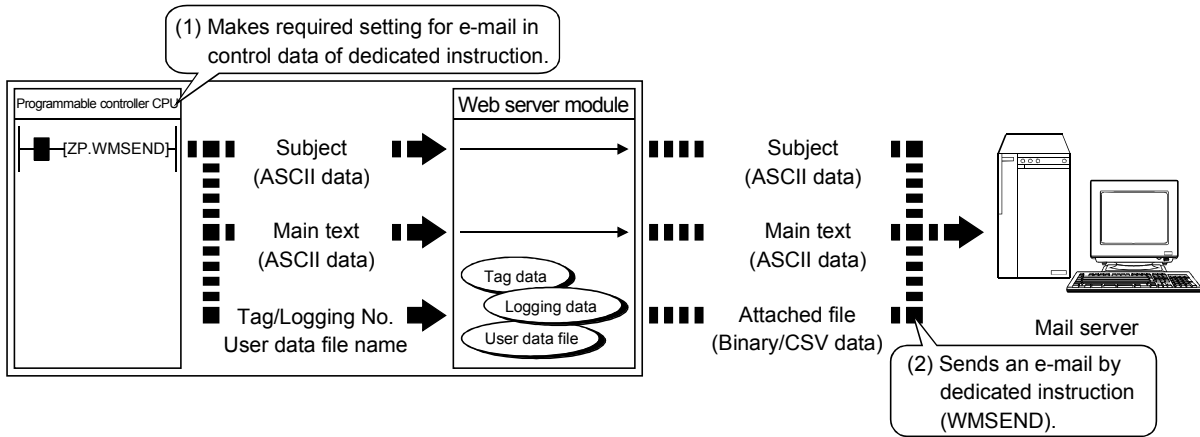 (1) Makes required setting for e-mail in
control data of dedicated instruction.
Programmable controller CPU
Web server module
[ZP.WMSEND]
Subject
(ASCII data)
Subject
(ASCII data)
Main text
(ASCII data)
Main text
(ASCII data)
Tag data
Logging data
User data file
Tag/Logging No.
User data file name
Attached file
(Binary/CSV data)
Mail server
(2) Sends an e-mail by
dedicated instruction
(WMSEND).